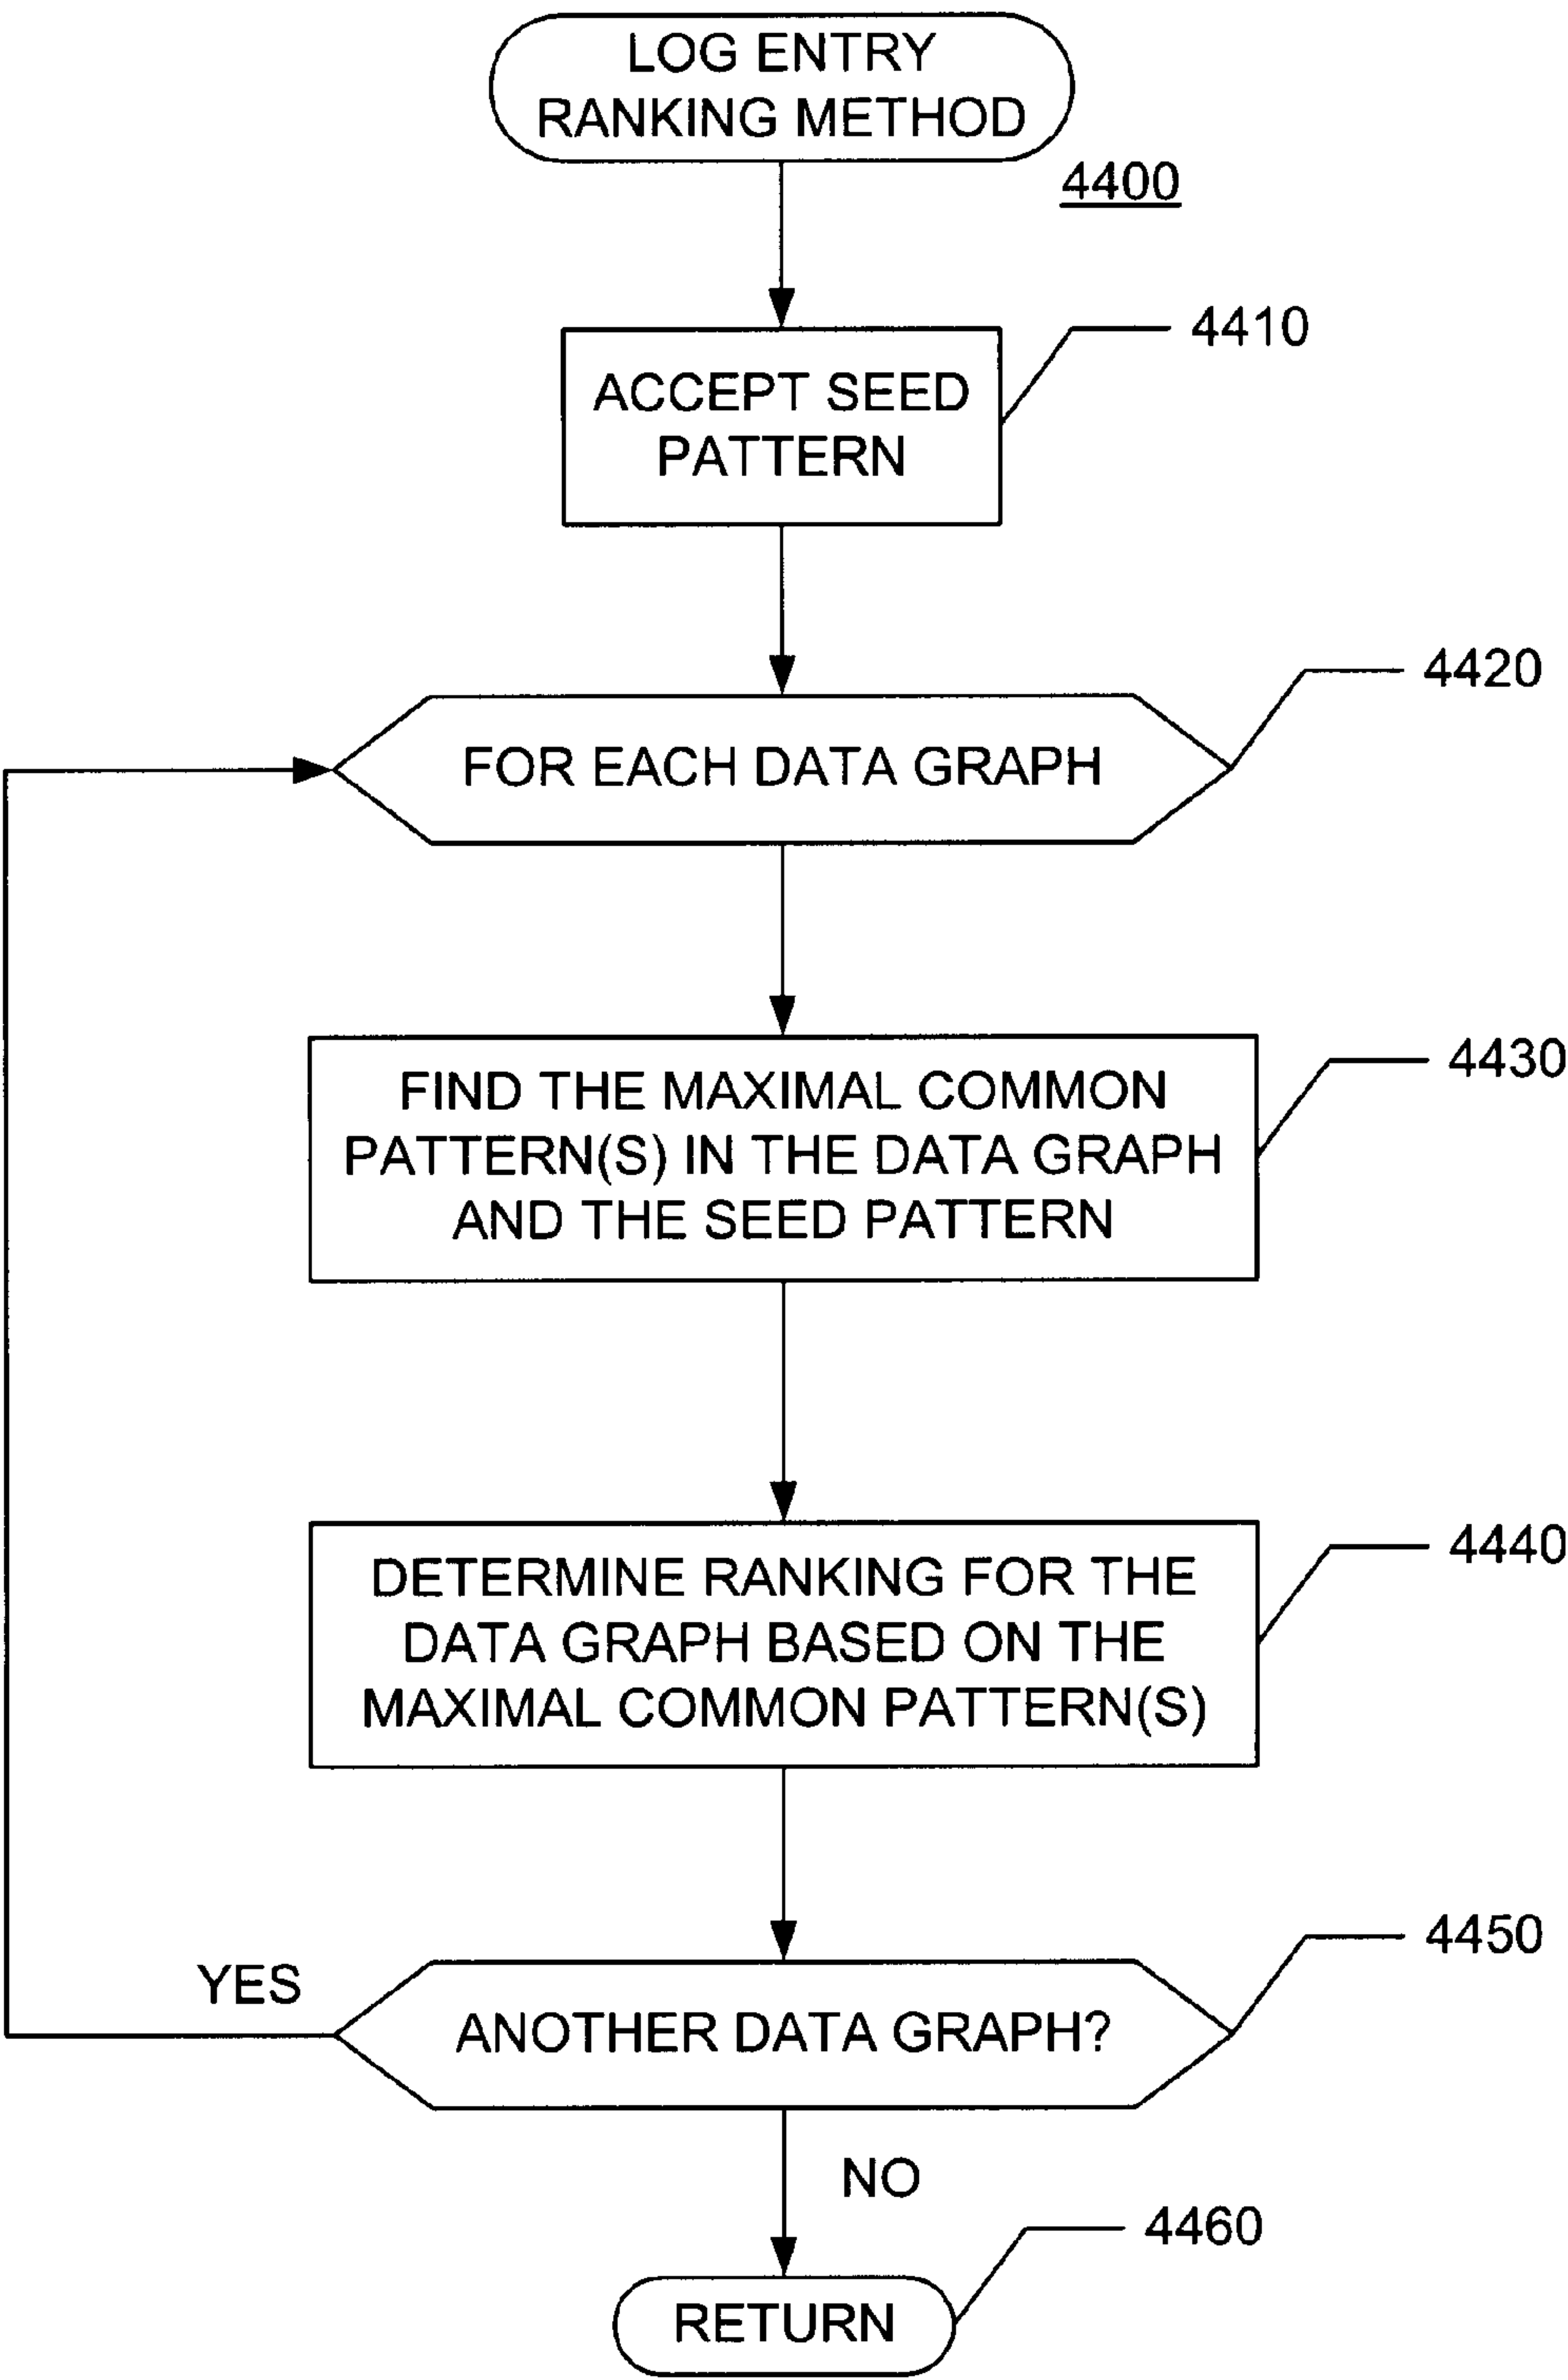 LOG ENTRY
RANKING METHOD
4400
4410
ACCEPT SEED
PATTERN
4420
FOR EACH DATA GRAPH
4430
FIND THE MAXIMAL COMMON
PATTERN(S) IN THE DATA GRAPH
AND THE SEED PATTERN
4440
DETERMINE RANKING FOR THE
DATA GRAPH BASED ON THE
MAXIMAL COMMON PATTERN(S)
4450
YES
ANOTHER DATA GRAPH?
NO
4460
RETURN